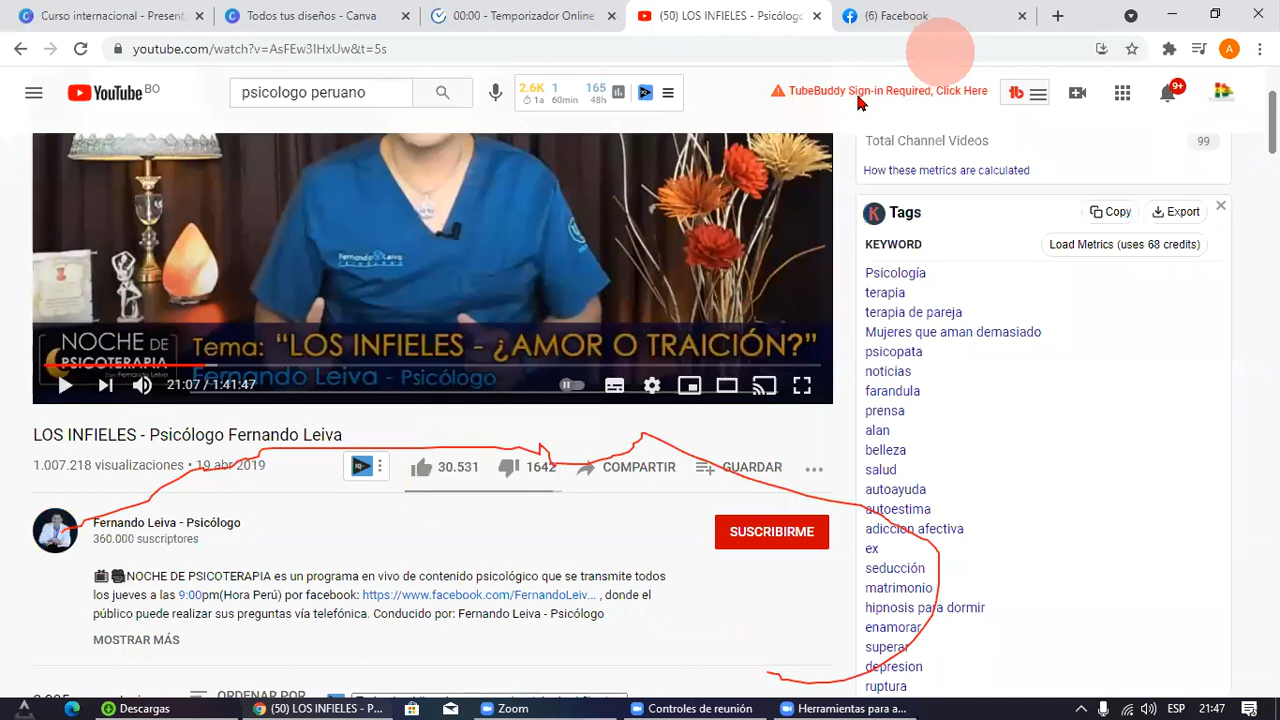 Curso internacional - Present
Todos tus diseños - Canva
00:00 - Temporizador Online
(50) LOS INFIELES - Psicólogo
(6) Facebook
youtube.com/watch?v=AsFEw3IHxUw&t=5s
A
YouTube BO
psicologo peruano
2.6K 1 165
1a 60min 48h
TubeBuddy Sign-in Required, Click Here
9+
Total Channel Videos 99
How these metrics are calculated
K Tags
Copy
Export
KEYWORD
Load Metrics (uses 68 credits)
Psicología
terapia
terapia de pareja
Mujeres que aman demasiado
psicopata
noticias
farandula
prensa
alan
belleza
salud
autoayuda
autoestima
adiccion afectiva
ex
seducción
matrimonio
hipnosis para dormir
enamorar
superar
depresion
ruptura
Fernando Leiva
PSICÓLOGO
NOCHE DE
PSICOTERAPIA
Fernando Leiva
Tema: “LOS INFIELES - ¿AMOR O TRAICIÓN?”
Fernando Leiva - Psicólogo
21:07 / 1:41:47
LOS INFIELES - Psicólogo Fernando Leiva
1.007.218 visualizaciones • 19 abr 2019
30.531
1642
COMPARTIR
GUARDAR
Fernando Leiva - Psicólogo
360.000 suscriptores
SUSCRIBIRME
NOCHE DE PSICOTERAPIA es un programa en vivo de contenido psicológico que se transmite todos
los jueves a las 9:00pm(Hora Perú) por facebook: https://www.facebook.com/FernandoLeiv... , donde el
público puede realizar sus preguntas vía telefónica. Conducido por: Fernando Leiva - Psicólogo
MOSTRAR MÁS
ORDENAR POR
Descargas
(50) LOS INFIELES - P...
Zoom
Controles de reunión
Herramientas para a...
ESP
21:47